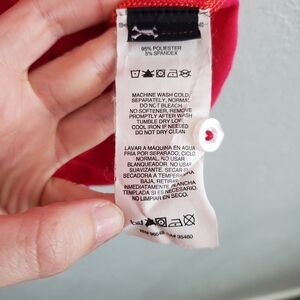 95% POLIESTER
5% SPANDEX
MACHINE WASH COLD,
SEPARATELY, NORMAL.
DO NOT BLEACH.
NO SOFTENER, REMOVE
PROMPTLY AFTER WASH
TUMBLE DRY LOW,
COOL IRON IF NEEDED
DO NOT DRY CLEAN
LAVAR A MAQUINA EN AGUA
FRIA POR SEPARADO, CICLO
NORMAL. NO USAR
BLANQUEADOR. NO USAR
SUAVIZANTE. SECAR
SECADORA A TEMPERATURA
BAJA, RETIRAR
INMEDIATAMENTE. PLANCHA
TEMPLADA SI ES NECESARIO.
NO LIMPIAR EN SECO.
35460